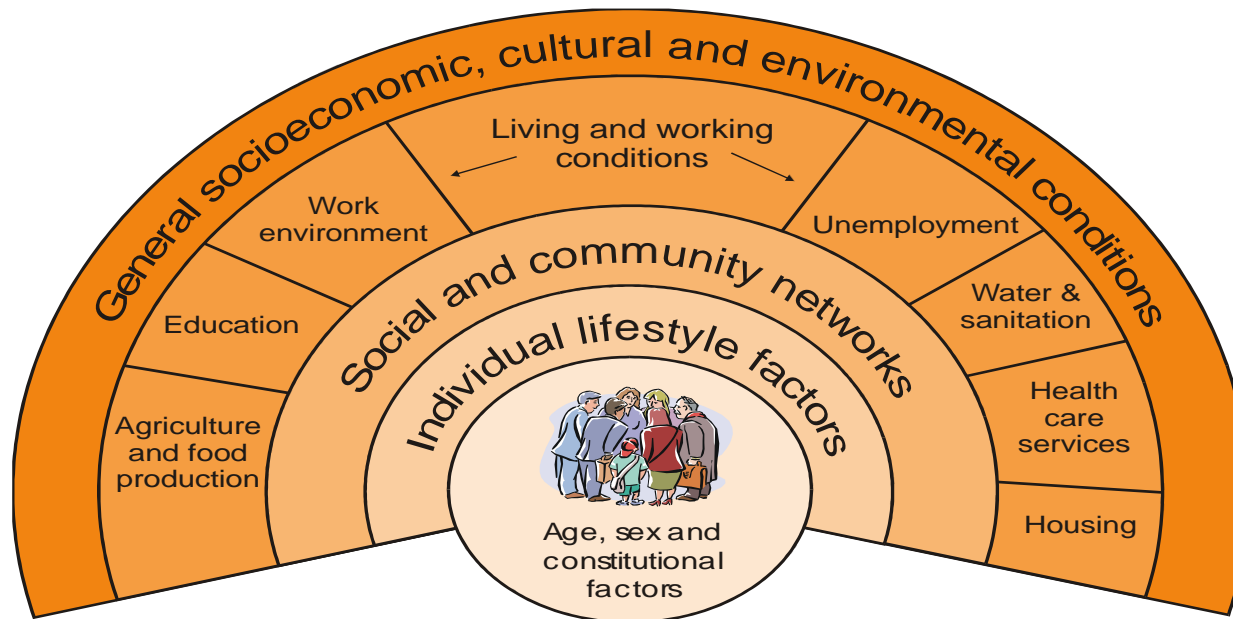 General socioeconomic, cultural and environmental conditions
Living and working
conditions
Work
environment
Unemployment
Education
Water &
sanitation
Agriculture
and food
production
Health
care
services
Housing
Social and community networks
Individual lifestyle factors
Age, sex and
constitutional
factors